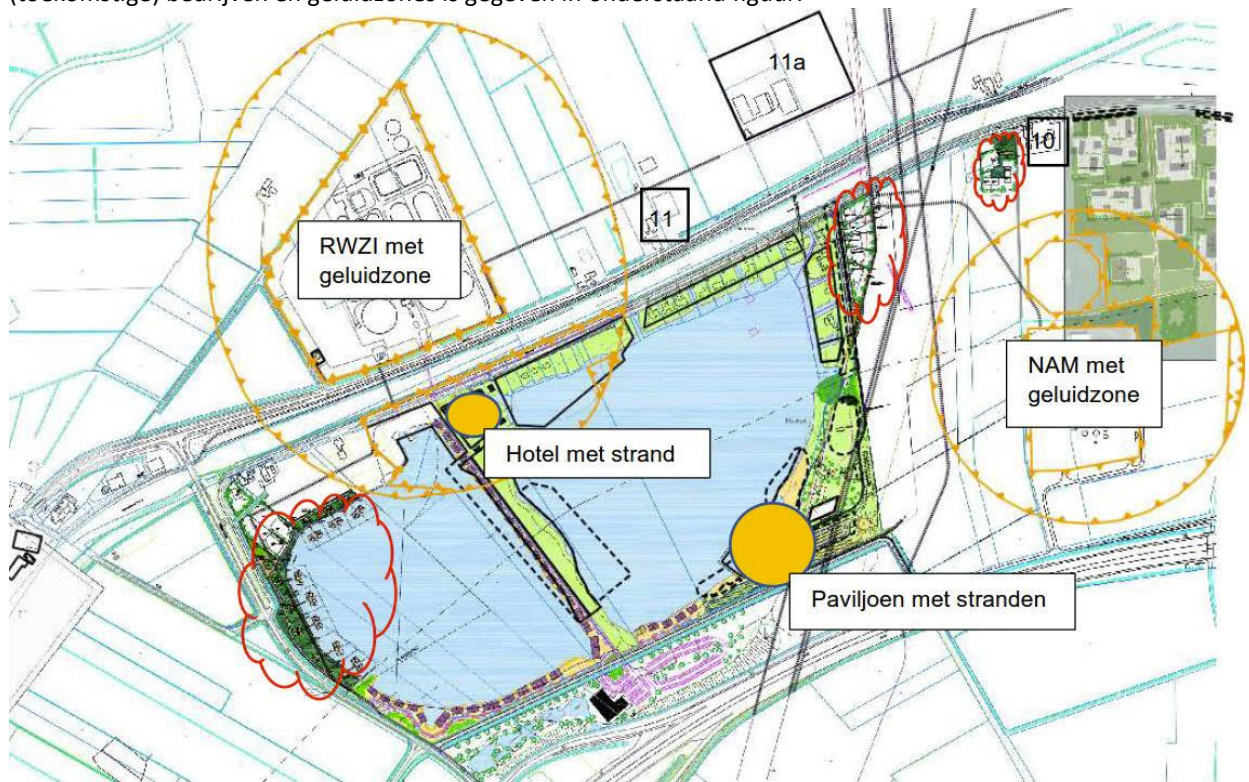 (toekomstige) bedrijven en geluidzones is gegeven in onderstaand figuur.
11a
10
11
RWZI met
geluidzone
NAM met
geluidzone
Hotel met strand
Paviljoen met stranden